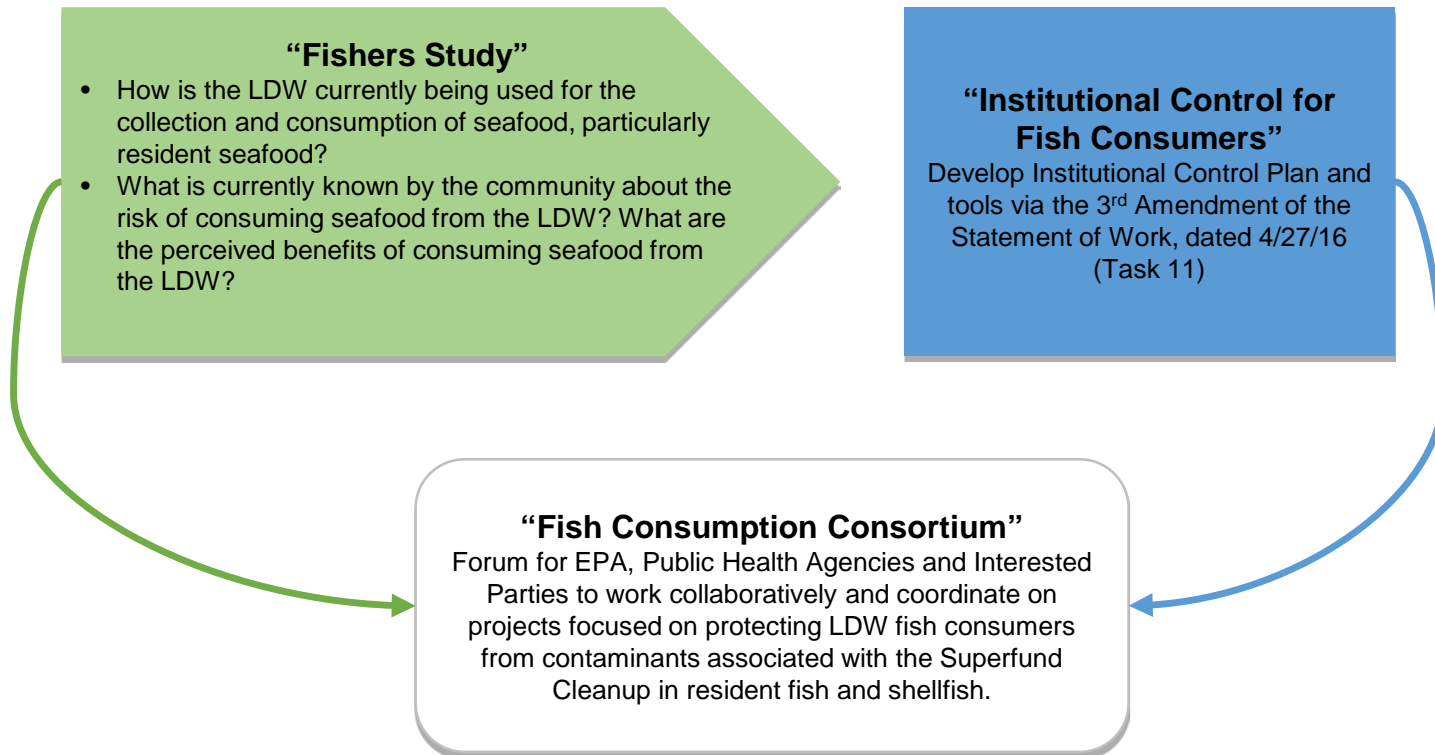 “Fishers Study”
• How is the LDW currently being used for the
collection and consumption of seafood, particularly
resident seafood?
• What is currently known by the community about the
risk of consuming seafood from the LDW? What are
the perceived benefits of consuming seafood from
the LDW?
“Institutional Control for
Fish Consumers”
Develop Institutional Control Plan and
tools via the 3rd Amendment of the
Statement of Work, dated 4/27/16
(Task 11)
“Fish Consumption Consortium”
Forum for EPA, Public Health Agencies and Interested
Parties to work collaboratively and coordinate on
projects focused on protecting LDW fish consumers
from contaminants associated with the Superfund
Cleanup in resident fish and shellfish.